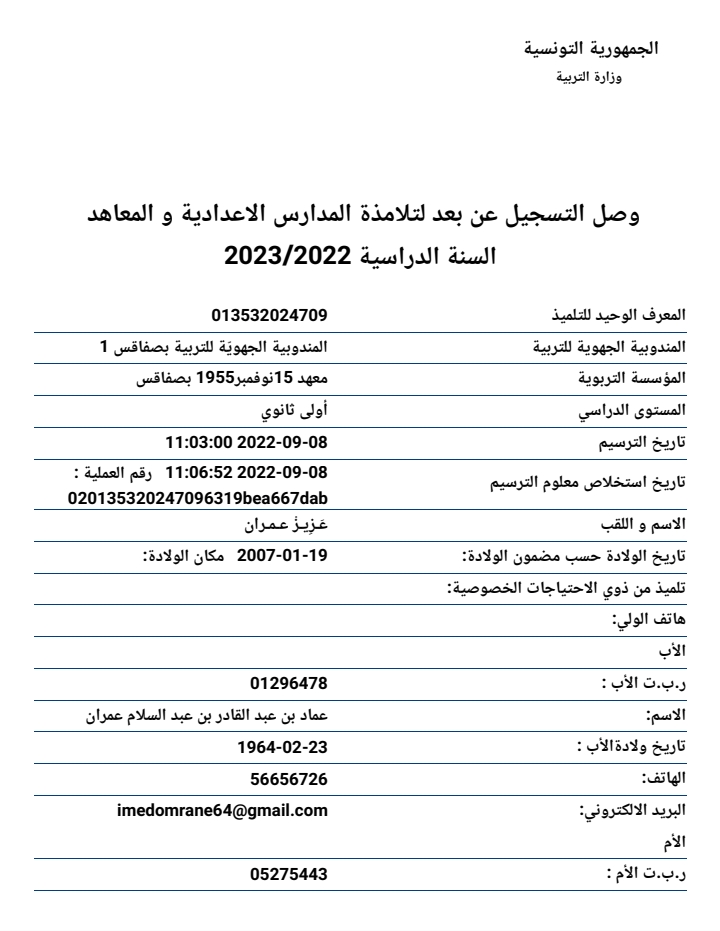 الجمهورية التونسية
وزارة التربية
وصل التسجيل عن بعد لتلامذة المدارس الاعدادية و المعاهد
السنة الدراسية 2023/2022
المعرف الوحيد للتلميذ 013532024709
المندوبية الجهوية للتربية المندوبية الجهويّة للتربية بصفاقس 1
المؤسسة التربوية معهد 15نوفمبر1955 بصفاقس
المستوى الدراسي أولى ثانوي
تاريخ الترسيم 2022-09-08 11:03:00
تاريخ استخلاص معلوم الترسيم 2022-09-08 11:06:52 رقم العملية :
020135320247096319bea667dab
الاسم و اللقب عَـزِيـزْ عـمـران
تاريخ الولادة حسب مضمون الولادة: 2007-01-19 مكان الولادة:
تلميذ من ذوي الاحتياجات الخصوصية:
هاتف الولي:
الأب
ر.ب.ت الأب : 01296478
الاسم: عماد بن عبد القادر بن عبد السلام عمران
تاريخ ولادةالأب : 1964-02-23
الهاتف: 56656726
البريد الالكتروني: imedomrane64@gmail.com
الأم
ر.ب.ت الأم : 05275443